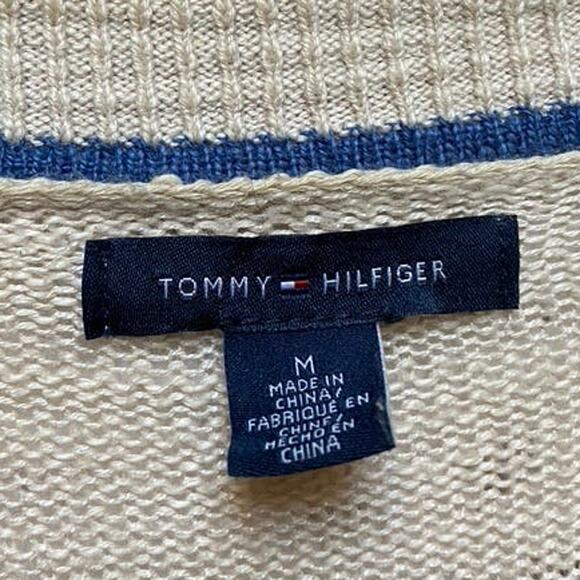 TOMMY HILFIGER
M
MADE IN
CHINA/
FABRIQUÉ EN
CHINE/
HECHO EN
CHINA